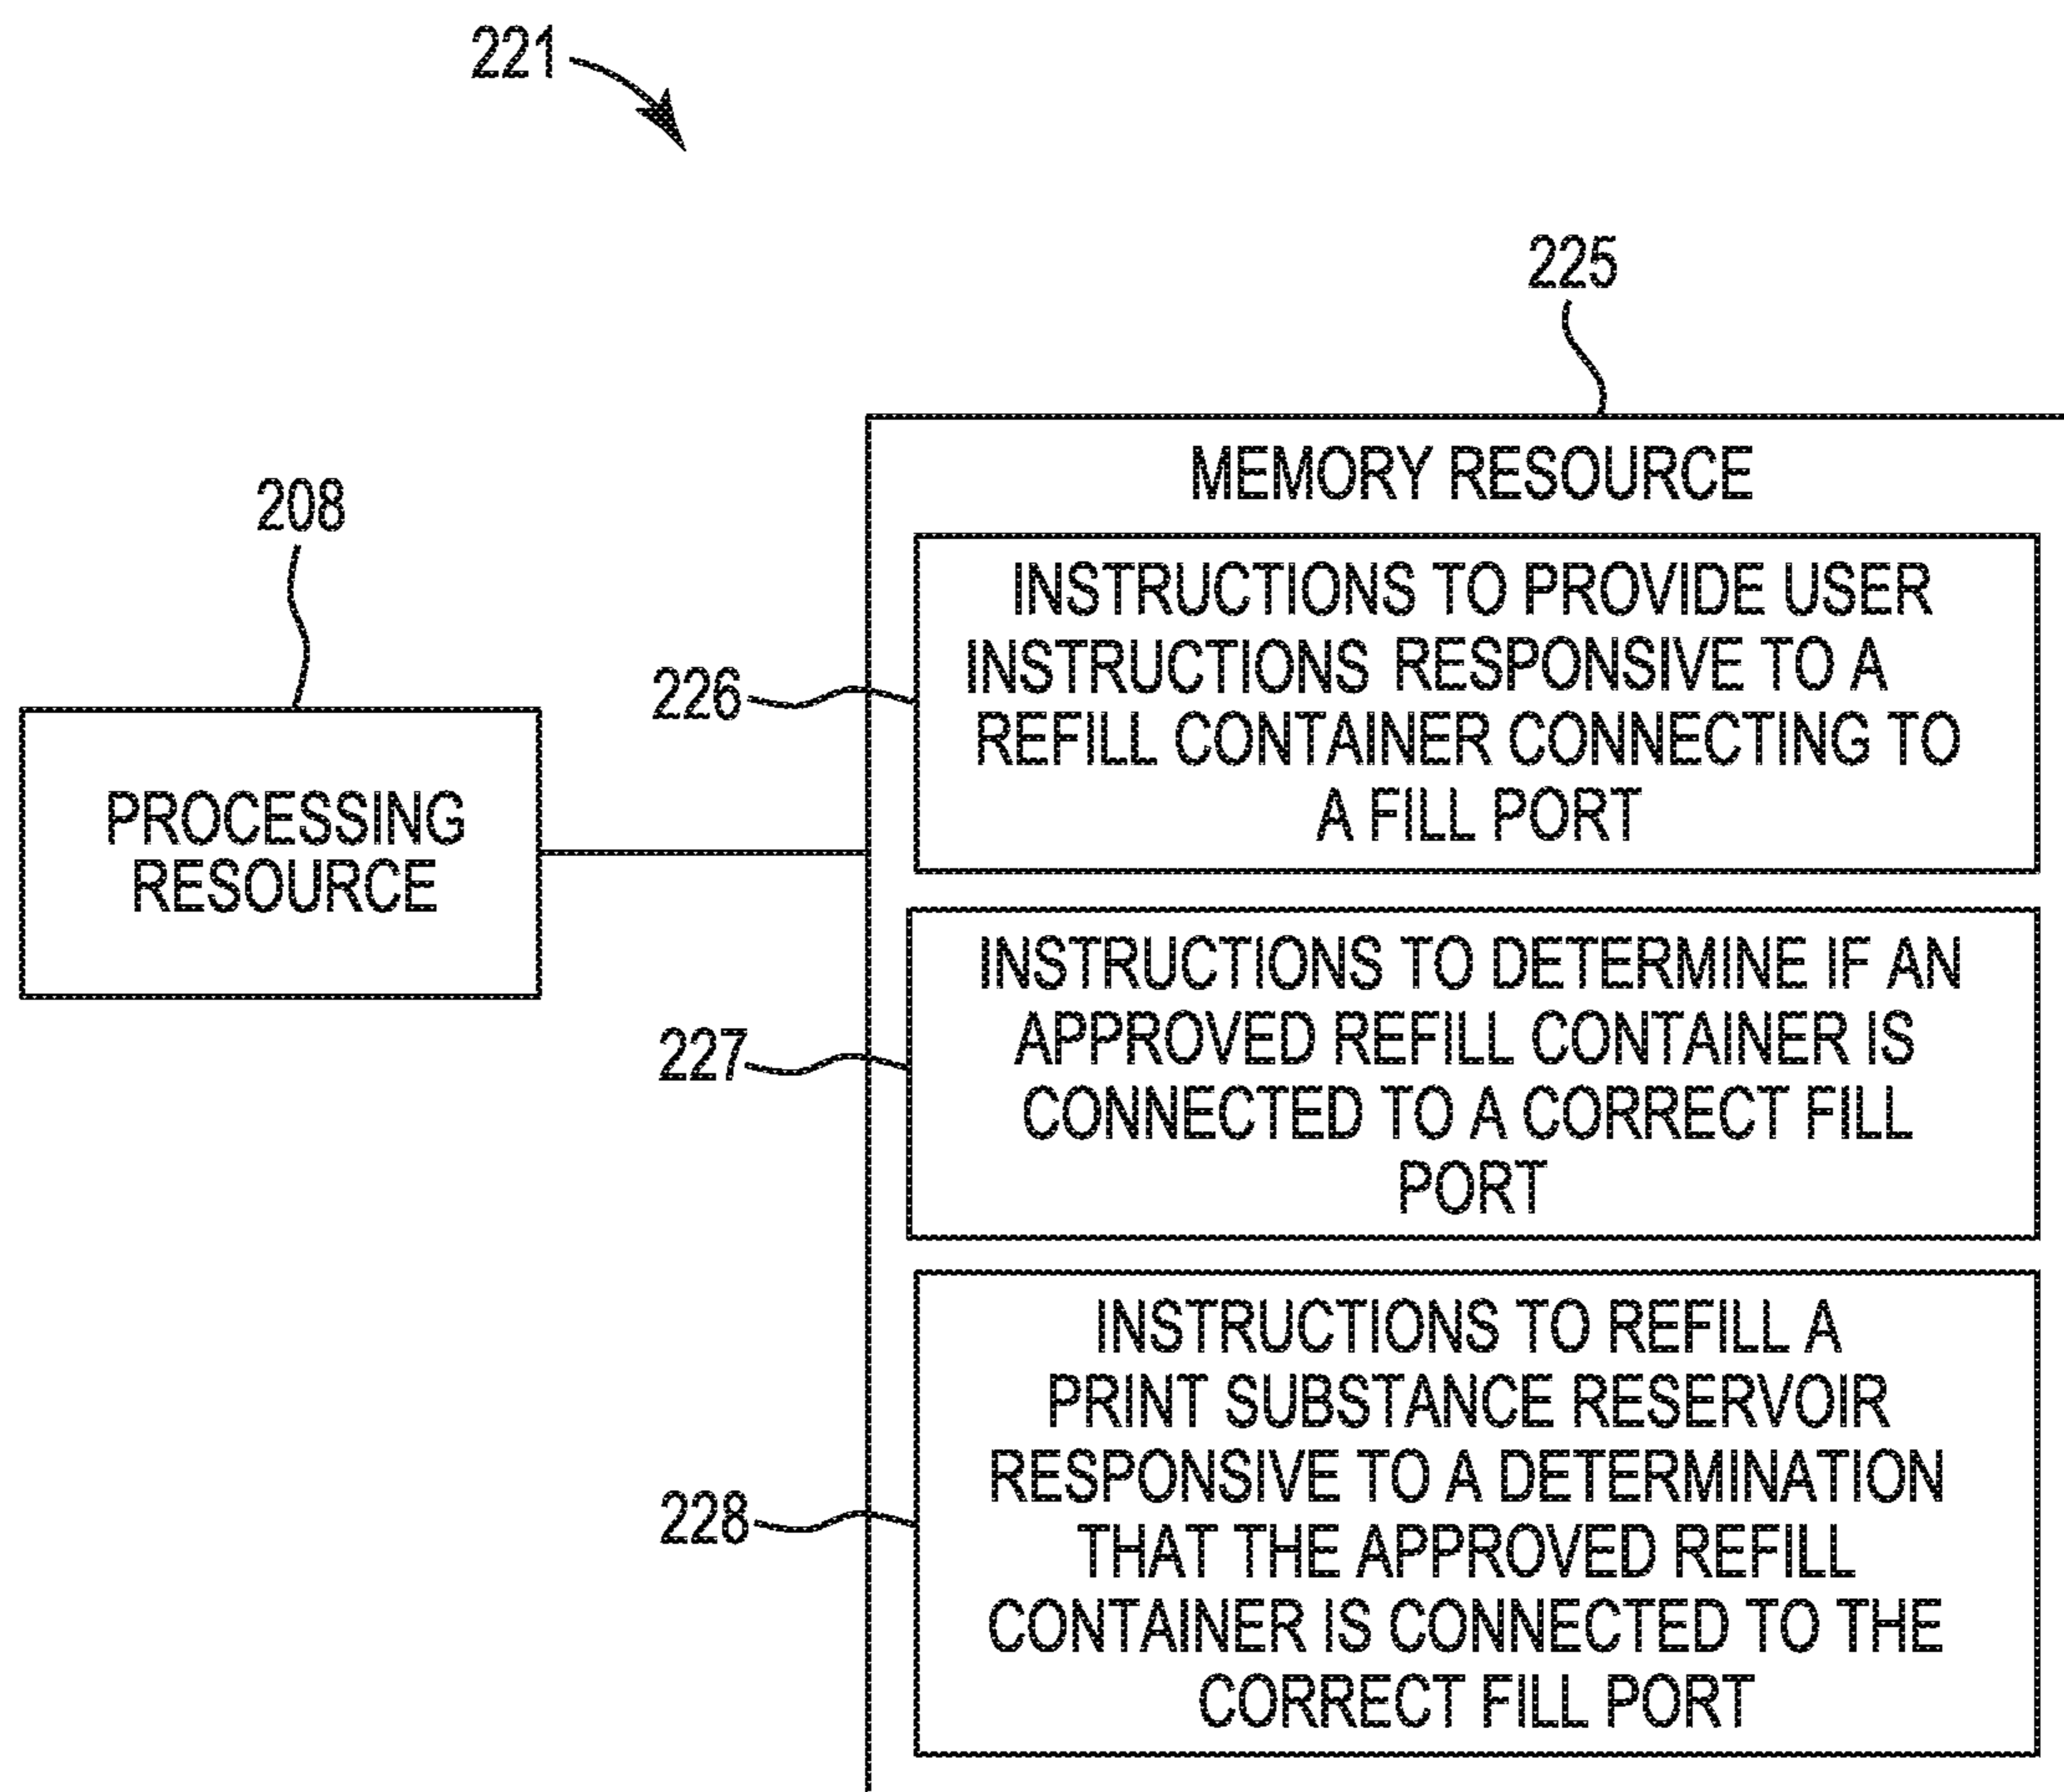 221
225
MEMORY RESOURCE
208
PROCESSING
RESOURCE
226
INSTRUCTIONS TO PROVIDE USER
INSTRUCTIONS RESPONSIVE TO A
REFILL CONTAINER CONNECTING TO
A FILL PORT
227
INSTRUCTIONS TO DETERMINE IF AN
APPROVED REFILL CONTAINER IS
CONNECTED TO A CORRECT FILL
PORT
228
INSTRUCTIONS TO REFILL A
PRINT SUBSTANCE RESERVOIR
RESPONSIVE TO A DETERMINATION
THAT THE APPROVED REFILL
CONTAINER IS CONNECTED TO THE
CORRECT FILL PORT